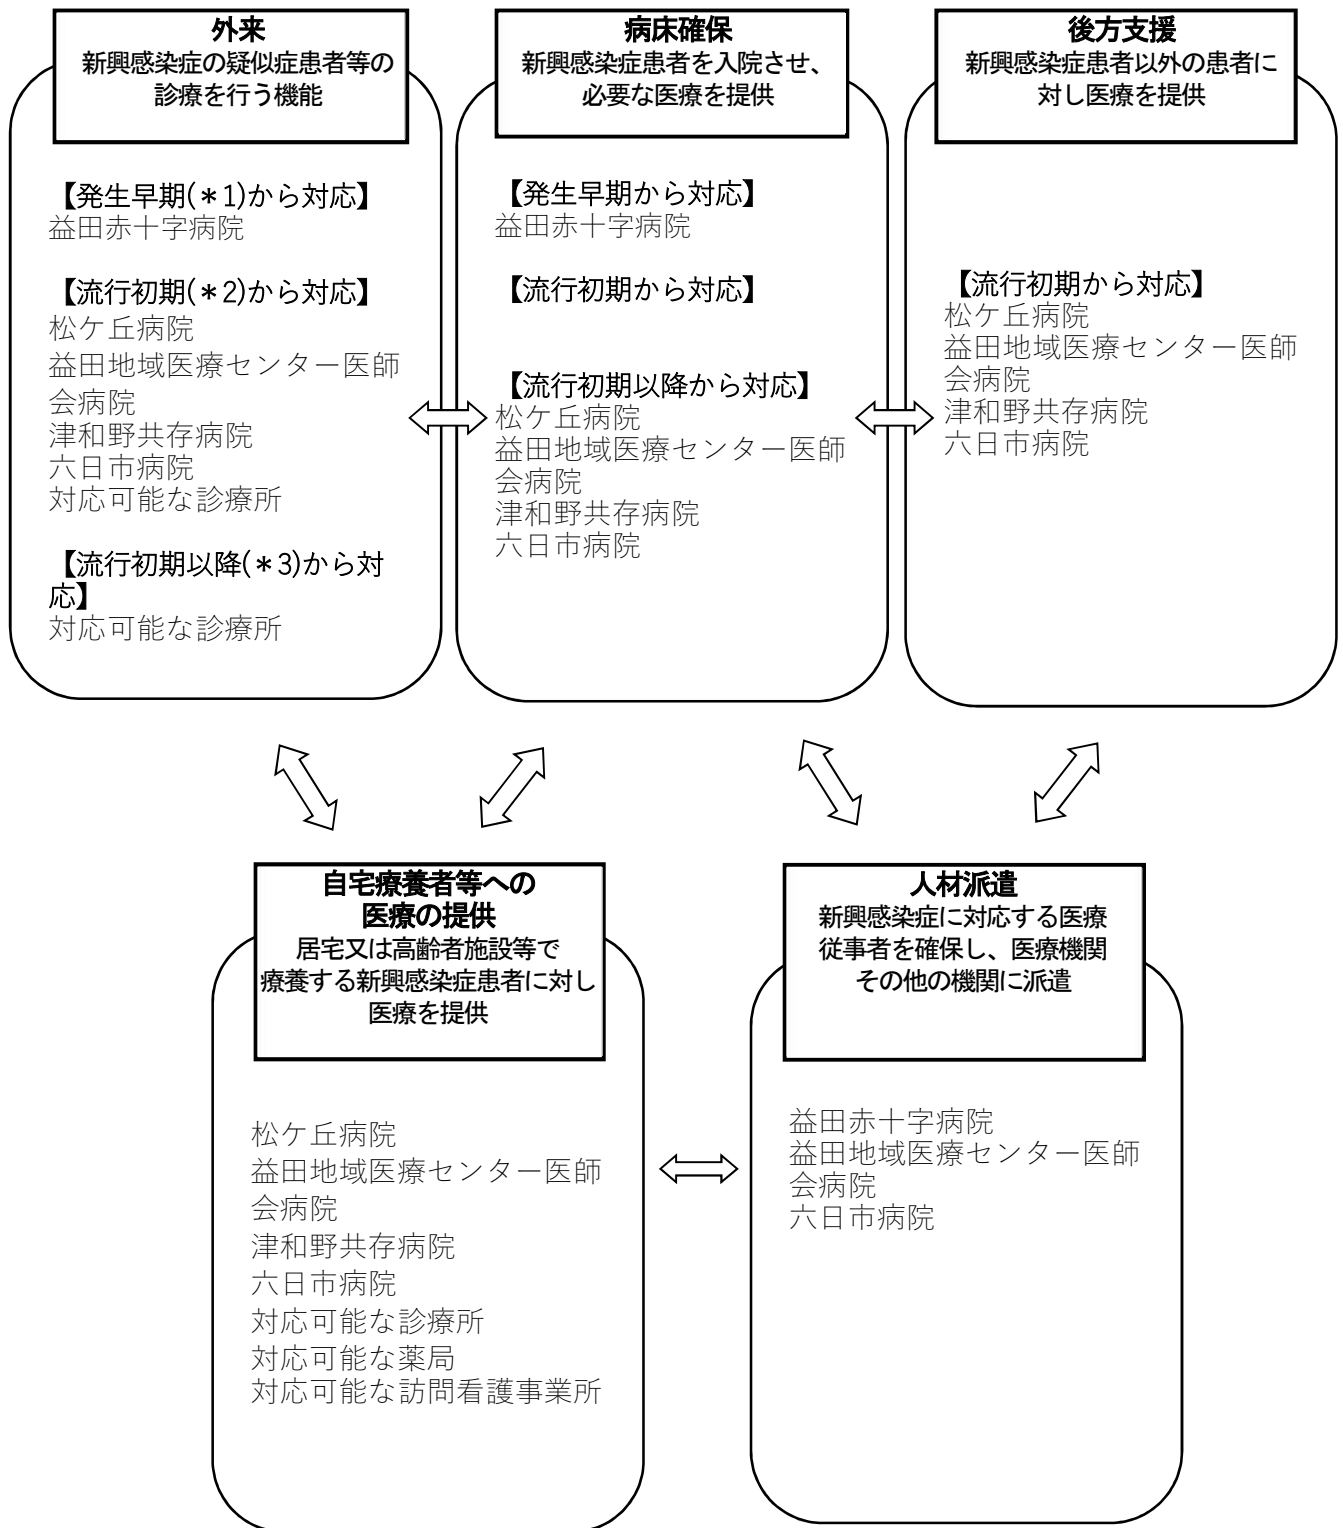 外来
新興感染症の疑似症患者等の
診療を行う機能
【発生早期(＊1)から対応】
益田赤十字病院
【流行初期(＊2)から対応】
松ケ丘病院
益田地域医療センター医師
会病院
津和野共存病院
六日市病院
対応可能な診療所
【流行初期以降(＊3)から対
応】
対応可能な診療所
病床確保
新興感染症患者を入院させ、
必要な医療を提供
【発生早期から対応】
益田赤十字病院
【流行初期から対応】
【流行初期以降から対応】
松ケ丘病院
益田地域医療センター医師
会病院
津和野共存病院
六日市病院
後方支援
新興感染症患者以外の患者に
対し医療を提供
【流行初期から対応】
松ケ丘病院
益田地域医療センター医師
会病院
津和野共存病院
六日市病院
自宅療養者等への
医療の提供
居宅又は高齢者施設等で
療養する新興感染症患者に対し
医療を提供
松ケ丘病院
益田地域医療センター医師
会病院
津和野共存病院
六日市病院
対応可能な診療所
対応可能な薬局
対応可能な訪問看護事業所
人材派遣
新興感染症に対応する医療
従事者を確保し、医療機関
その他の機関に派遣
益田赤十字病院
益田地域医療センター医師
会病院
六日市病院